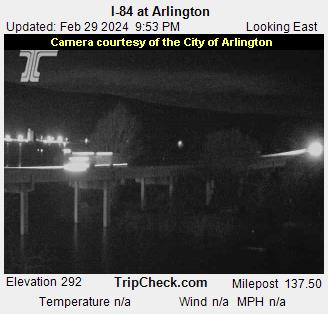 I-84 at Arlington
Updated: Feb 29 2024 9:53 PM Looking East
Camera courtesy of the City of Arlington
Elevation 292 TripCheck.com Milepost 137.50
Temperature n/a Wind n/a MPH n/a